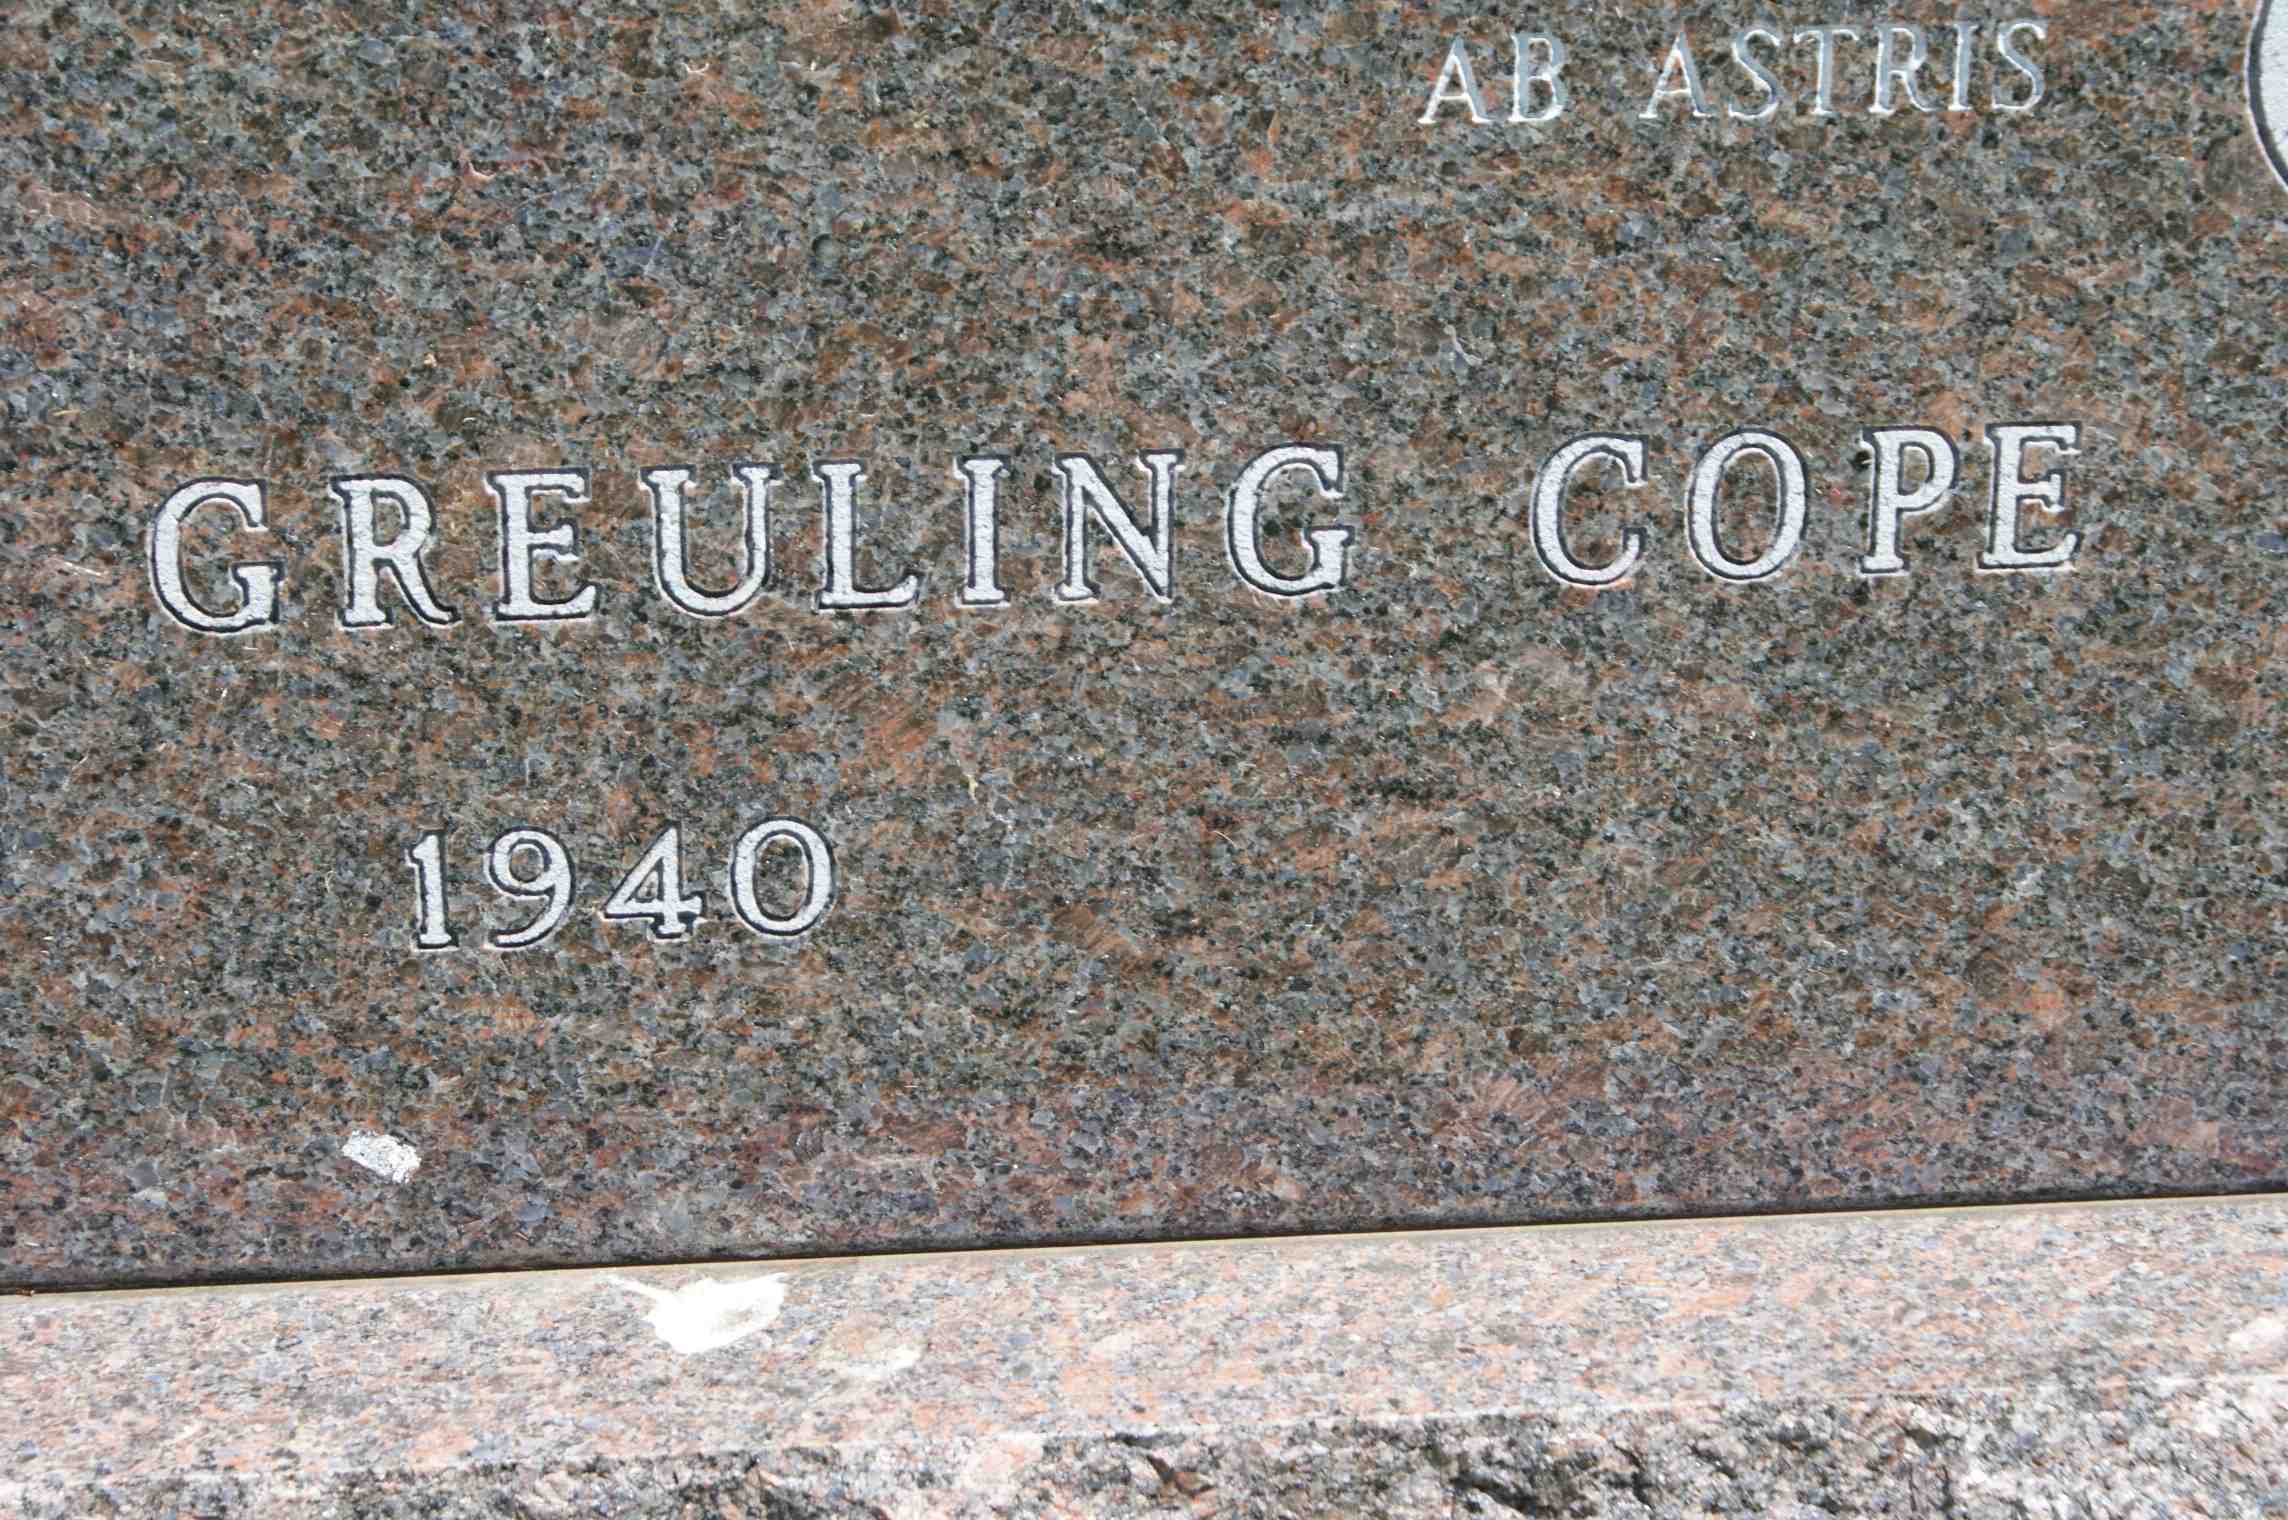 AB ASTRIS
GREULING COPE
1940